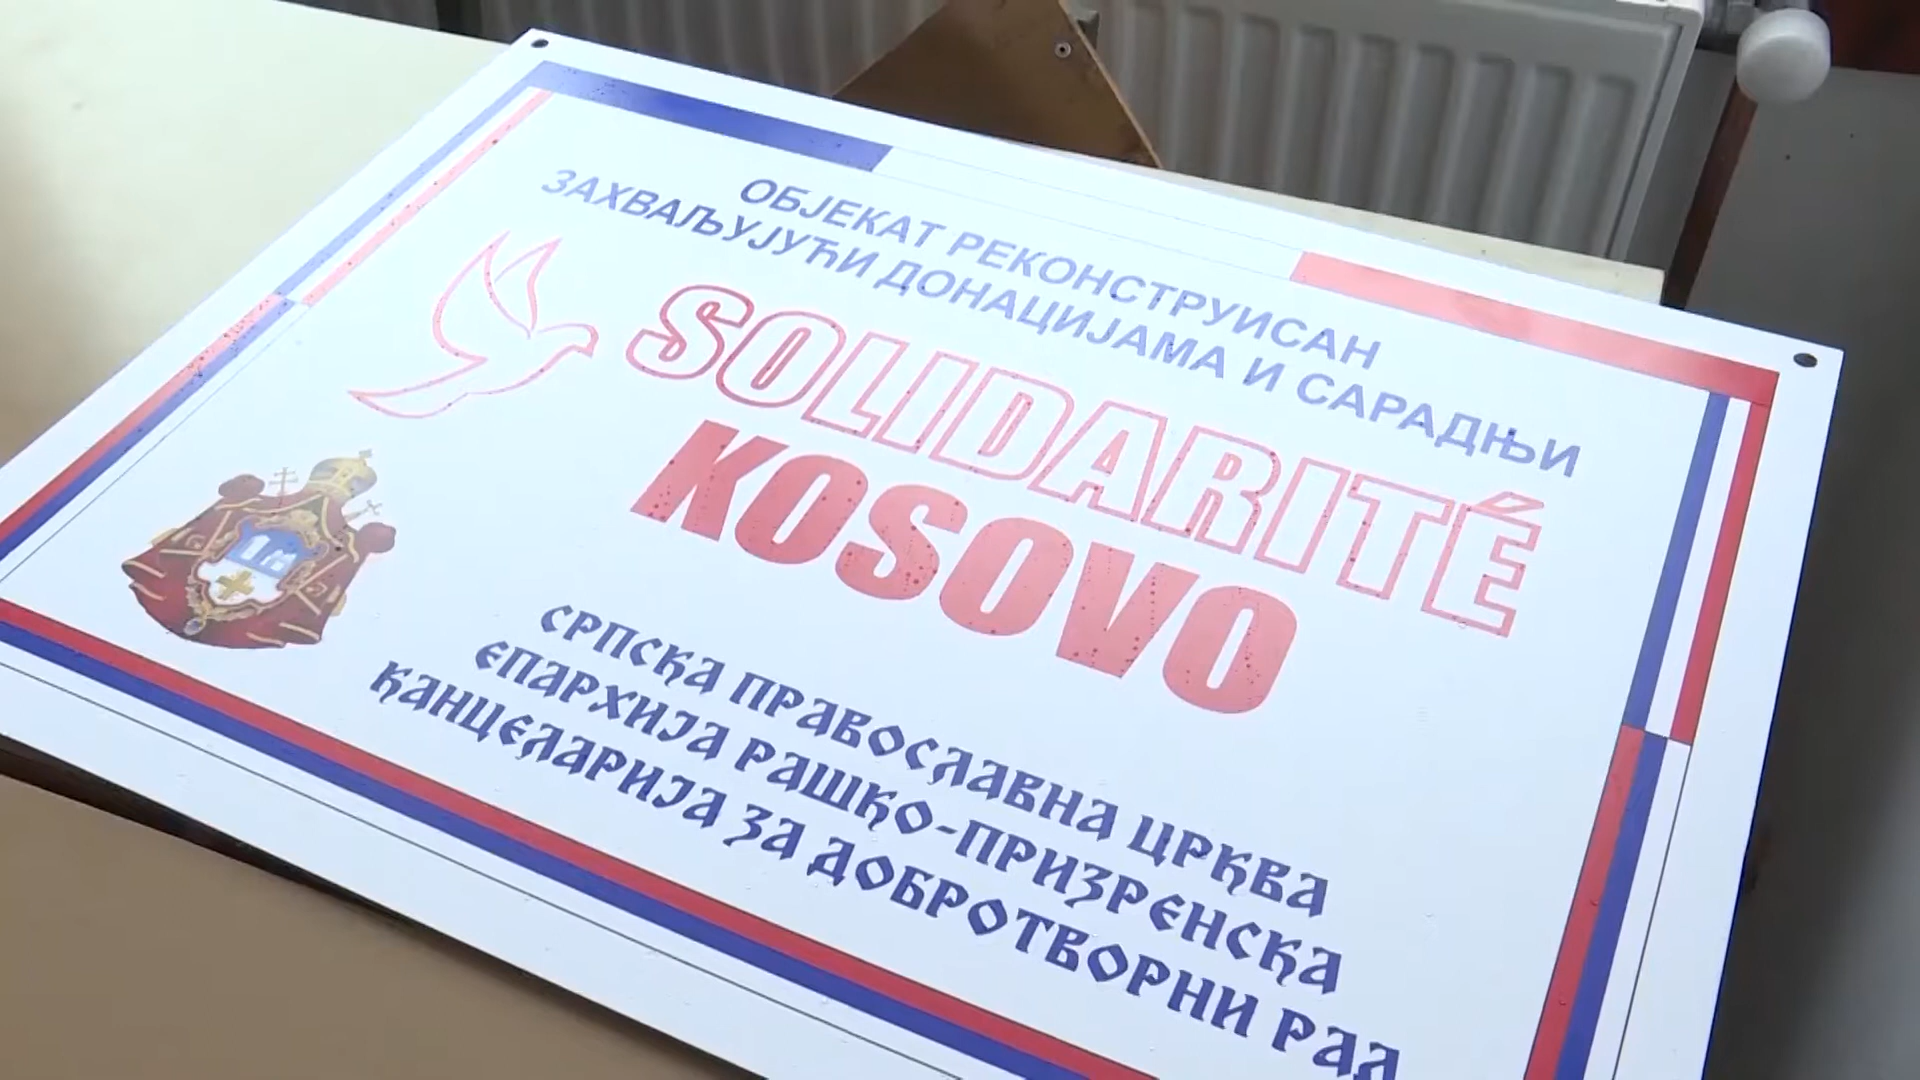 ОБЈЕКАТ РЕКОНСТРУИСАН
ЗАХВАЉУЈУЋИ ДОНАЦИЈАМА И САРАДЊИ
SOLIDARITÉ
KOSOVO
СРПСКА ПРАВОСЛАВНА ЦРКВА
ЕПАРХИЈА РАШКО-ПРИЗРЕНСКА
КАНЦЕЛАРИЈА ЗА ДОБРОТВОРНИ РАД